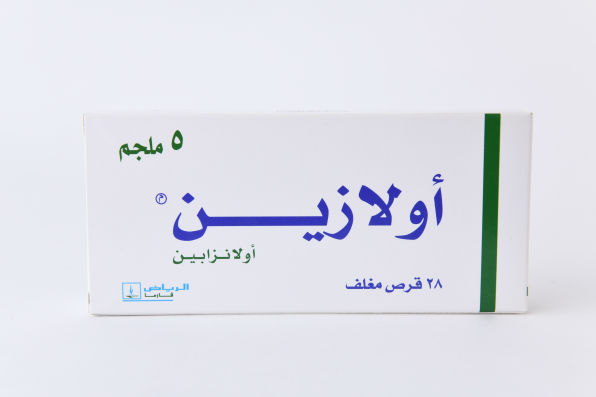 ٥ ملجم
أولازين
م
أولانزابين
٢٨ قرص مغلف
الرياض
فارما